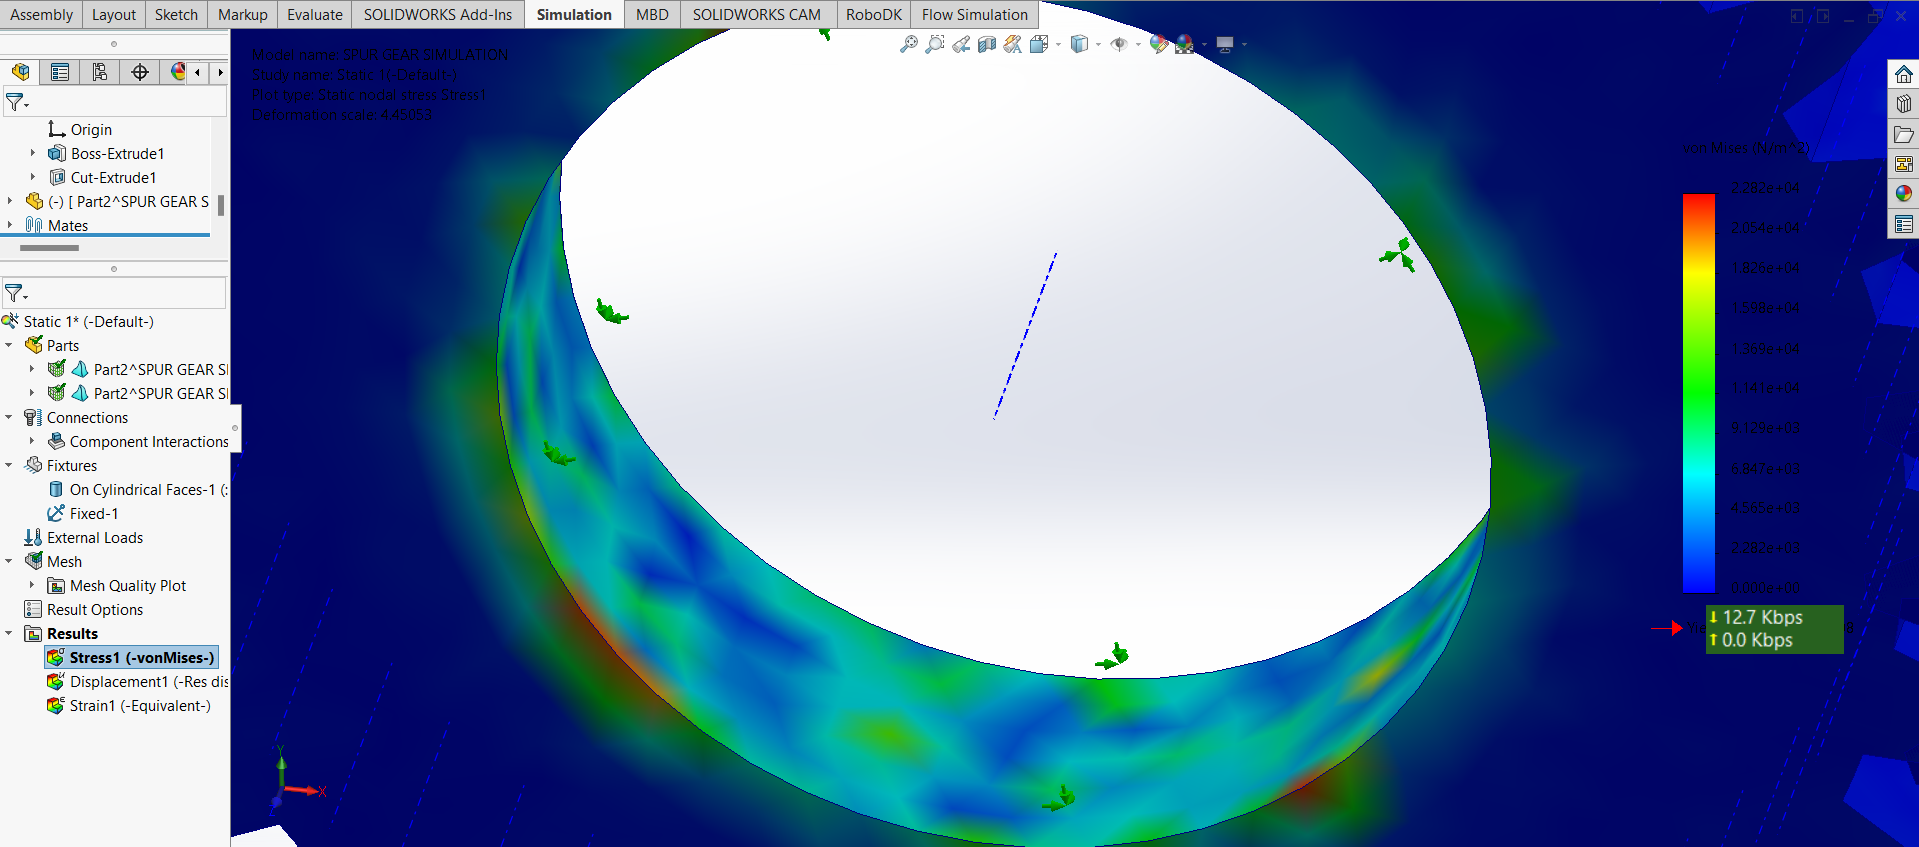 Assembly Layout Sketch Markup Evaluate SOLIDWORKS Add-Ins Simulation MBD SOLIDWORKS CAM RoboDK Flow Simulation
Origin
Boss-Extrude1
Cut-Extrude1
(-) [ Part2^SPUR GEAR S
Mates
Static 1* (-Default-)
Parts
Part2^SPUR GEAR SI
Part2^SPUR GEAR SI
Connections
Component Interactions
Fixtures
On Cylindrical Faces-1 (:
Fixed-1
External Loads
Mesh
Mesh Quality Plot
Result Options
Results
Stress1 (-vonMises-)
Displacement1 (-Res dis
Strain1 (-Equivalent-)
Model name: SPUR GEAR SIMULATION
Study name: Static 1(-Default-)
Plot type: Static nodal stress Stress1
Deformation scale: 4.45053
von Mises (N/m^2)
2.282e+04
2.054e+04
1.826e+04
1.598e+04
1.369e+04
1.141e+04
9.129e+03
6.847e+03
4.565e+03
2.282e+03
0.000e+00
12.7 Kbps
0.0 Kbps
Y
X
Z